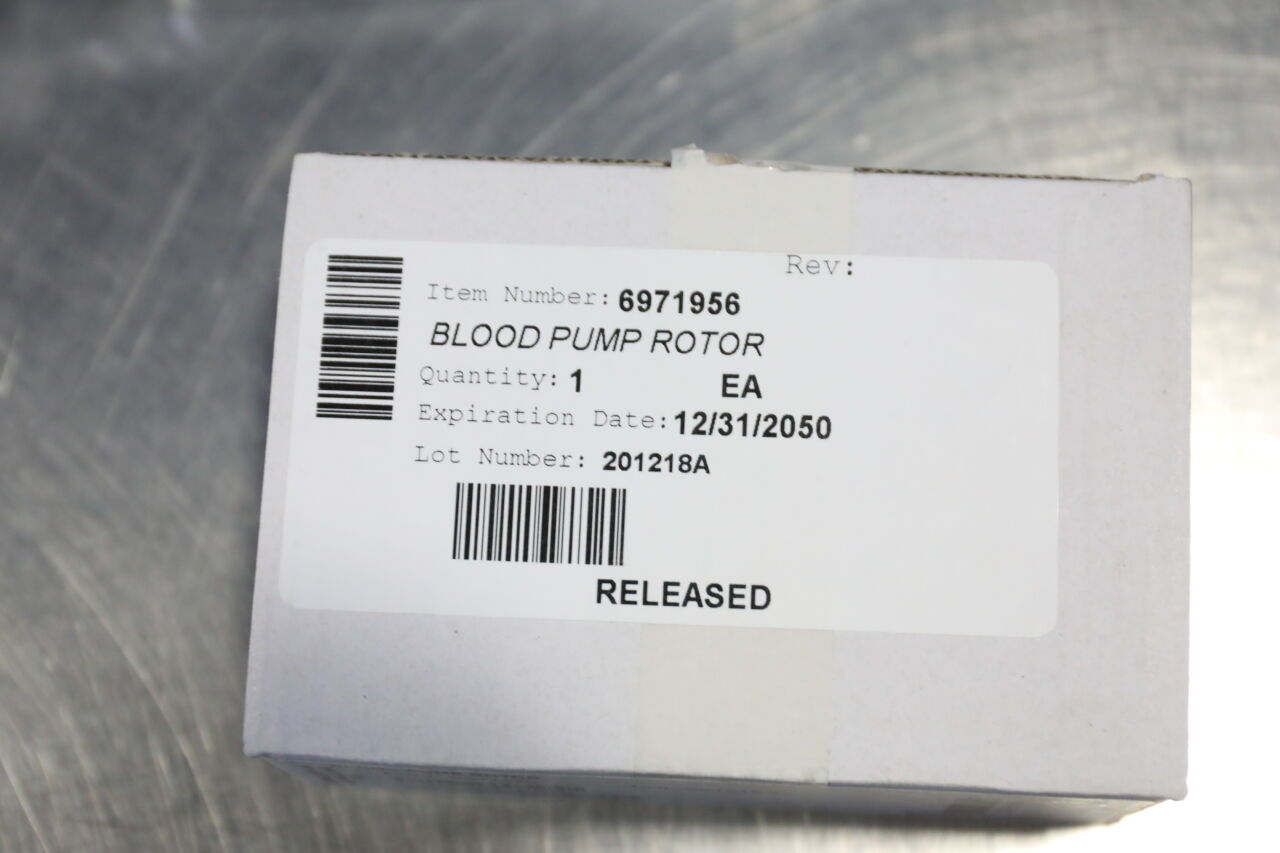 Rev:
Item Number: 6971956
BLOOD PUMP ROTOR
Quantity: 1 EA
Expiration Date: 12/31/2050
Lot Number: 201218A
RELEASED